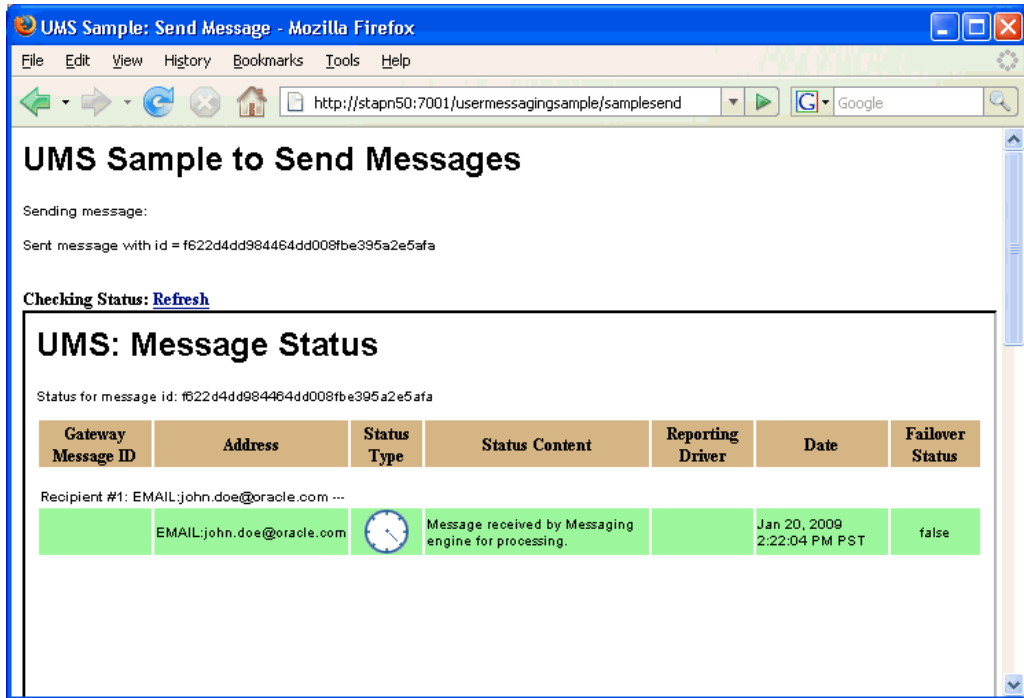 UMS Sample: Send Message - Mozilla Firefox
File Edit View History Bookmarks Tools Help
http://stapn50:7001/usermessagingsample/samplesend
G Google
UMS Sample to Send Messages
Sending message:
Sent message with id = f622d4dd984464dd008fbe395a2e5afa
Checking Status: Refresh
UMS: Message Status
Status for message id: f622d4dd984464dd008fbe395a2e5afa
Gateway Message ID
Address
Status Type
Status Content
Reporting Driver
Date
Failover Status
Recipient #1: EMAIL:john.doe@oracle.com ---
EMAIL:john.doe@oracle.com
Message received by Messaging
engine for processing.
Jan 20, 2009
2:22:04 PM PST
false